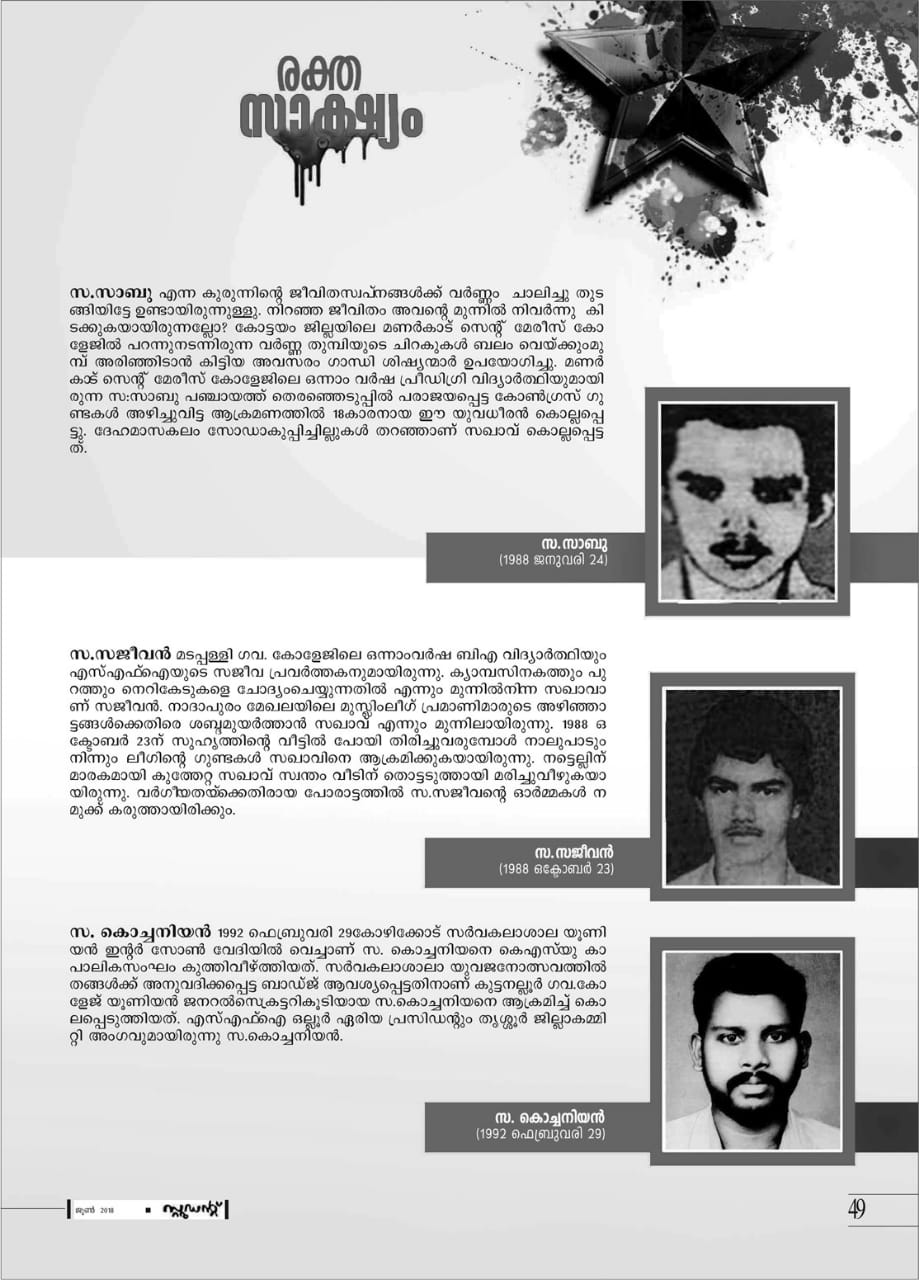 രക്ത
സാക്ഷ്യം
സ.സാബു എന്ന കുരുന്നിന്റെ ജീവിതസ്വപ്നങ്ങൾക്ക് വർണ്ണം ചാലിച്ചു തുട
ങ്ങിയിട്ടേ ഉണ്ടായിരുന്നുള്ളു. നിറഞ്ഞ ജീവിതം അവന്റെ മുന്നിൽ നിവർന്നു കി
ടക്കുകയായിരുന്നല്ലോ? കോട്ടയം ജില്ലയിലെ മണർകാട് സെന്റ് മേരീസ് കോ
ളേജിൽ പറന്നുനടന്നിരുന്ന വർണ്ണ തുമ്പിയുടെ ചിറകുകൾ ബലം വെയ്ക്കുംമു
മ്പ് അരിഞ്ഞിടാൻ കിട്ടിയ അവസരം ഗാന്ധി ശിഷ്യന്മാർ ഉപയോഗിച്ചു. മണർ
കാട് സെന്റ് മേരീസ് കോളേജിലെ ഒന്നാം വർഷ പ്രീഡിഗ്രി വിദ്യാർത്ഥിയുമായി
രുന്ന സ:സാബു പഞ്ചായത്ത് തെരഞ്ഞെടുപ്പിൽ പരാജയപ്പെട്ട കോൺഗ്രസ് ഗു
ണ്ടകൾ അഴിച്ചുവിട്ട ആക്രമണത്തിൽ 18കാരനായ ഈ യുവധീരൻ കൊല്ലപ്പെ
ട്ടു. ദേഹമാസകലം സോഡാകുപ്പിച്ചില്ലുകൾ തറഞ്ഞാണ് സഖാവ് കൊല്ലപ്പെട്ട
ത്.
സ.സാബു
(1988 ജനുവരി 24)
സ.സജീവൻ മടപ്പള്ളി ഗവ. കോളേജിലെ ഒന്നാംവർഷ ബിഎ വിദ്യാർത്ഥിയും
എസ്എഫ്ഐയുടെ സജീവ പ്രവർത്തകനുമായിരുന്നു. ക്യാമ്പസിനകത്തും പു
റത്തും നെറികേടുകളെ ചോദ്യംചെയ്യുന്നതിൽ എന്നും മുന്നിൽനിന്ന സഖാവാ
ണ് സജീവൻ. നാദാപുരം മേഖലയിലെ മുസ്ലിംലീഗ് പ്രമാണിമാരുടെ അഴിഞ്ഞാ
ട്ടങ്ങൾക്കെതിരെ ശബ്ദമുയർത്താൻ സഖാവ് എന്നും മുന്നിലായിരുന്നു. 1988 ഒ
ക്ടോബർ 23ന് സുഹൃത്തിന്റെ വീട്ടിൽ പോയി തിരിച്ചുവരുമ്പോൾ നാലുപാടും
നിന്നും ലീഗിന്റെ ഗുണ്ടകൾ സഖാവിനെ ആക്രമിക്കുകയായിരുന്നു. നട്ടെല്ലിന്
മാരകമായി കുത്തേറ്റ സഖാവ് സ്വന്തം വീടിന് തൊട്ടടുത്തായി മരിച്ചുവീഴുകയാ
യിരുന്നു. വർഗീയതയ്ക്കെതിരായ പോരാട്ടത്തിൽ സ.സജീവന്റെ ഓർമ്മകൾ ന
മുക്ക് കരുത്തായിരിക്കും.
സ.സജീവൻ
(1988 ഒക്ടോബർ 23)
സ. കൊച്ചനിയൻ 1992 ഫെബ്രുവരി 29കോഴിക്കോട് സർവകലാശാല യൂണി
യൻ ഇന്റർ സോൺ വേദിയിൽ വെച്ചാണ് സ. കൊച്ചനിയനെ കെഎസ്‌യു കാ
പാലികസംഘം കുത്തിവീഴ്ത്തിയത്. സർവകലാശാലാ യുവജനോത്സവത്തിൽ
തങ്ങൾക്ക് അനുവദിക്കപ്പെട്ട ബാഡ്ജ് ആവശ്യപ്പെട്ടതിനാണ് കുട്ടനല്ലൂർ ഗവ.കോ
ളേജ് യൂണിയൻ ജനറൽസെക്രട്ടറികൂടിയായ സ.കൊച്ചനിയനെ ആക്രമിച്ച് കൊ
ലപ്പെടുത്തിയത്. എസ്എഫ്ഐ ഒല്ലൂർ ഏരിയ പ്രസിഡന്റും തൃശ്ശൂർ ജില്ലാകമ്മി
റ്റി അംഗവുമായിരുന്നു സ.കൊച്ചനിയൻ.
സ. കൊച്ചനിയൻ
(1992 ഫെബ്രുവരി 29)
ജൂൺ 2018 ■ സ്റ്റുഡന്റ്
49